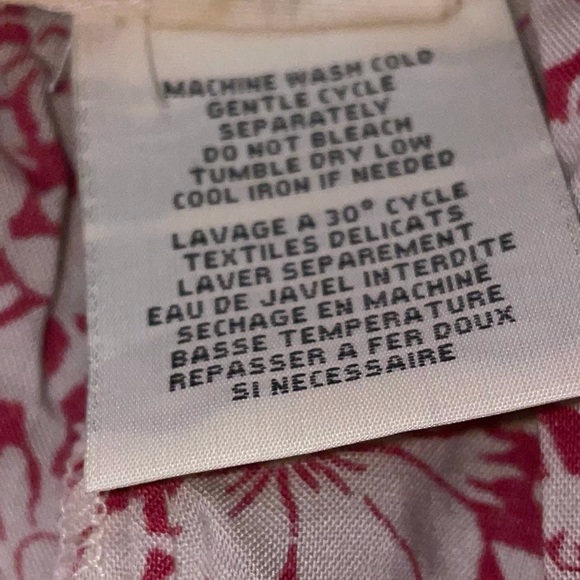 MACHINE WASH COLD
GENTLE CYCLE
SEPARATELY
DO NOT BLEACH
TUMBLE DRY LOW
COOL IRON IF NEEDED
LAVAGE A 30° CYCLE
TEXTILES DELICATS
LAVER SEPAREMENT
EAU DE JAVEL INTERDITE
SECHAGE EN MACHINE
BASSE TEMPERATURE
REPASSER A FER DOUX
SI NECESSAIRE